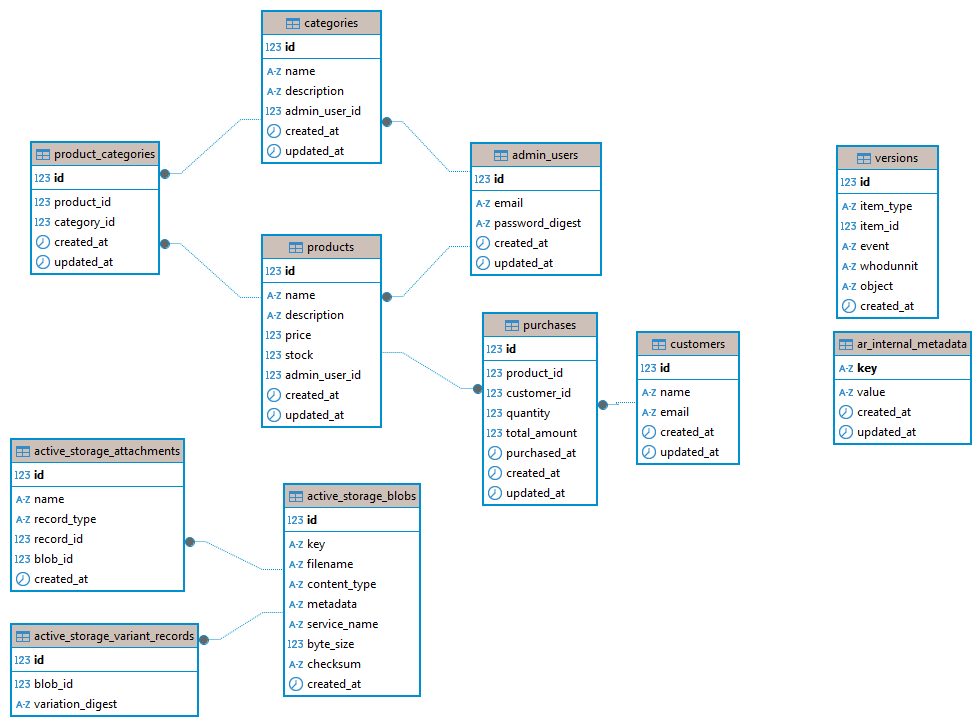 categories
123 id
A-Z name
A-Z description
123 admin_user_id
created_at
updated_at
product_categories
123 id
123 product_id
123 category_id
created_at
updated_at
admin_users
123 id
A-Z email
A-Z password_digest
created_at
updated_at
versions
123 id
A-Z item_type
123 item_id
A-Z event
A-Z whodunnit
A-Z object
created_at
products
123 id
A-Z name
A-Z description
123 price
123 stock
123 admin_user_id
created_at
updated_at
purchases
123 id
123 product_id
123 customer_id
123 quantity
123 total_amount
purchased_at
created_at
updated_at
customers
123 id
A-Z name
A-Z email
created_at
updated_at
ar_internal_metadata
A-Z key
A-Z value
created_at
updated_at
active_storage_attachments
123 id
A-Z name
A-Z record_type
123 record_id
123 blob_id
created_at
active_storage_blobs
123 id
A-Z key
A-Z filename
A-Z content_type
A-Z metadata
A-Z service_name
123 byte_size
A-Z checksum
created_at
active_storage_variant_records
123 id
123 blob_id
A-Z variation_digest